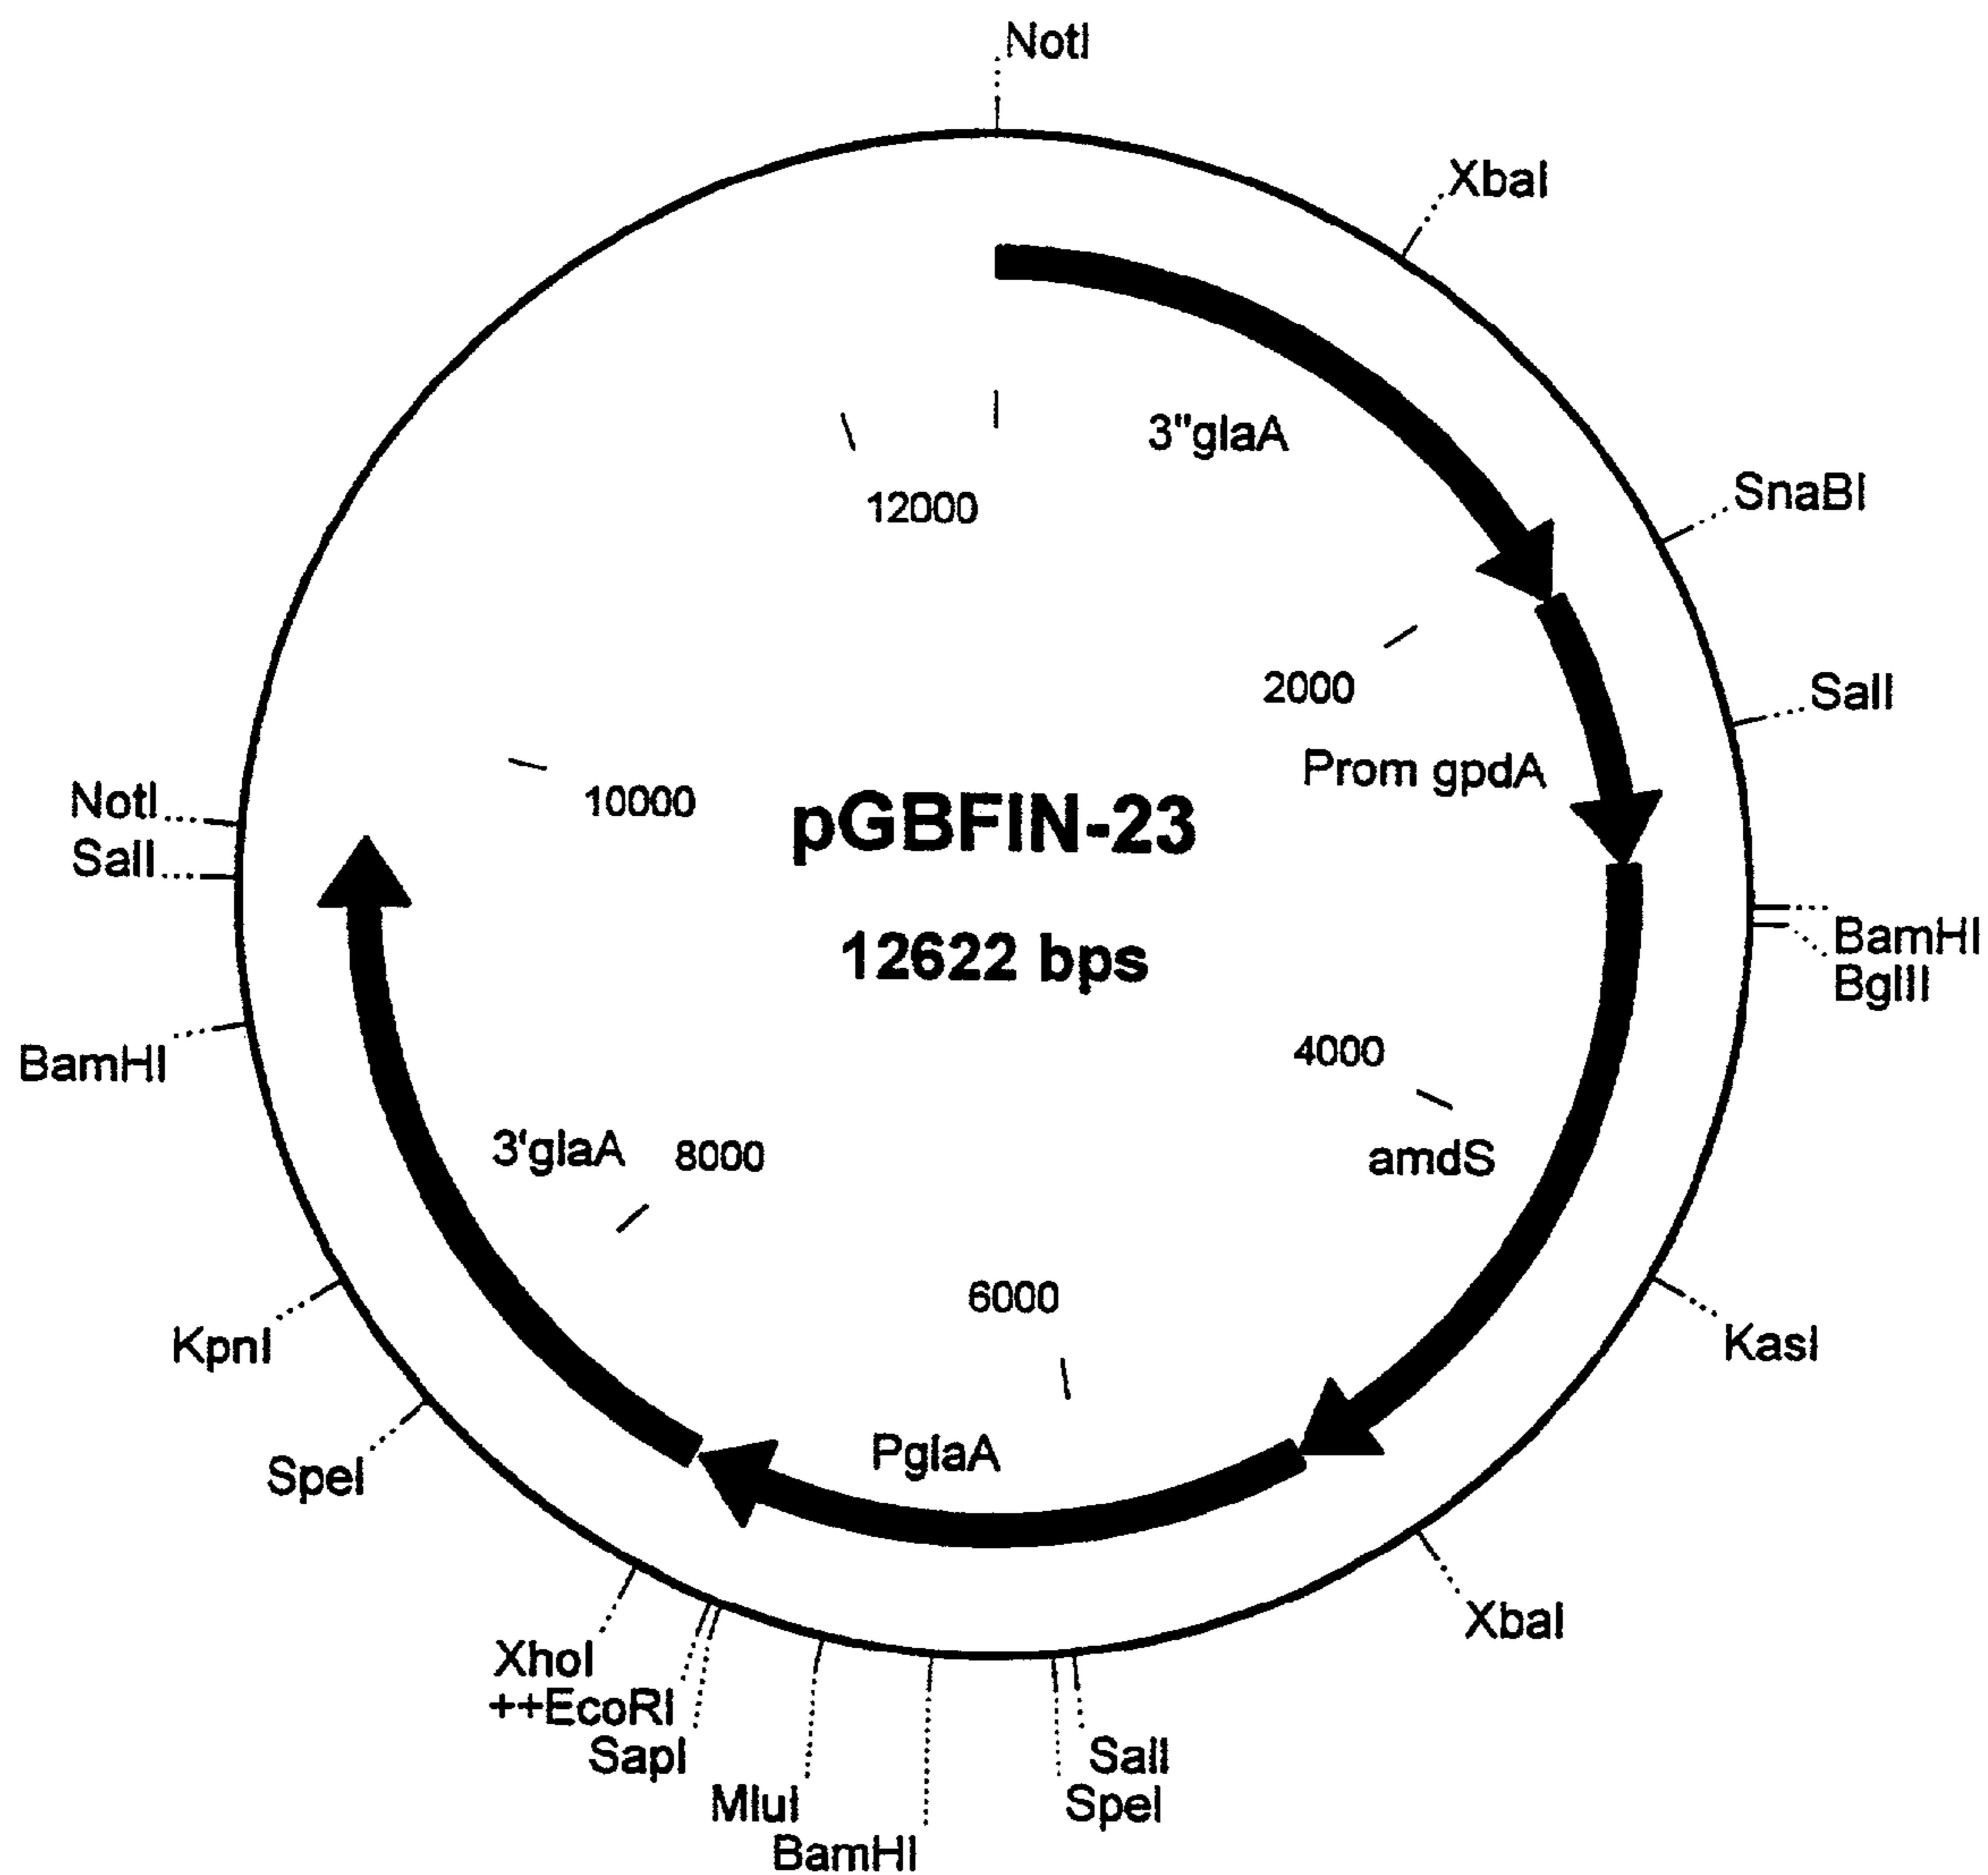 NotI
XbaI
SnaBI
SalI
BamHI
BglII
KasI
XbaI
SalI
SpeI
BamHI
MluI
SapI
++EcoRI
XhoI
SpeI
KpnI
BamHI
SalI
NotI
3"glaA
Prom gpdA
amdS
PglaA
3'glaA
2000
4000
6000
8000
10000
12000
pGBFIN-23
12622 bps